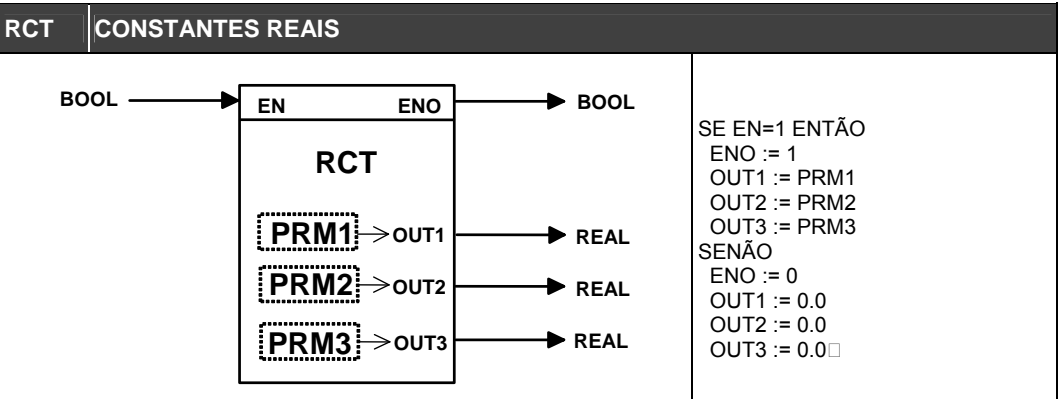 RCT CONSTANTES REAIS
BOOL EN ENO BOOL
RCT
PRM1 OUT1 REAL
PRM2 OUT2 REAL
PRM3 OUT3 REAL
SE EN=1 ENTÃO
ENO := 1
OUT1 := PRM1
OUT2 := PRM2
OUT3 := PRM3
SENÃO
ENO := 0
OUT1 := 0.0
OUT2 := 0.0
OUT3 := 0.0□